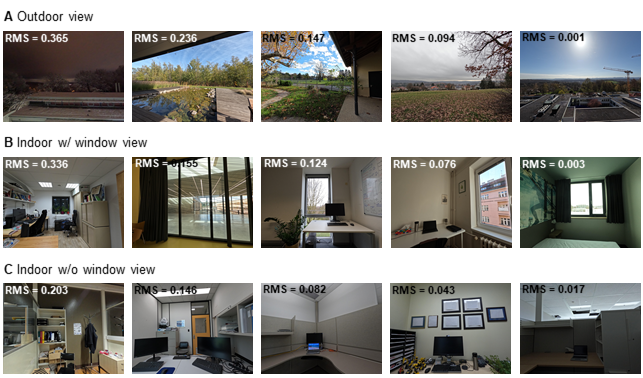 A Outdoor view
RMS = 0.365 RMS = 0.236 RMS = 0.147 RMS = 0.094 RMS = 0.001
B Indoor w/ window view
RMS = 0.336 RMS = 0.155 RMS = 0.124 RMS = 0.076 RMS = 0.003
C Indoor w/o window view
RMS = 0.203 RMS = 0.146 RMS = 0.082 RMS = 0.043 RMS = 0.017